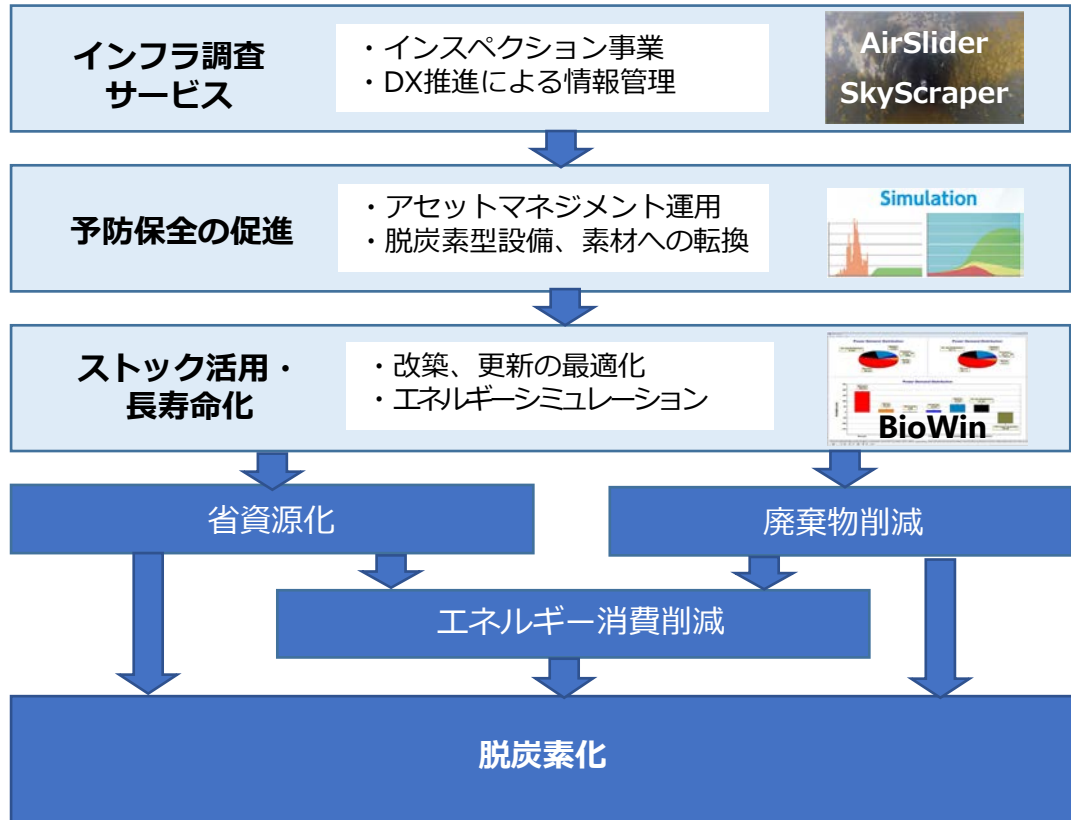 インフラ調査
サービス
・インスペクション事業
・DX推進による情報管理
AirSlider
SkyScraper
予防保全の促進
・アセットマネジメント運用
・脱炭素型設備、素材への転換
Simulation
ストック活用・
長寿命化
・改築、更新の最適化
・エネルギーシミュレーション
BioWin
省資源化
廃棄物削減
エネルギー消費削減
脱炭素化